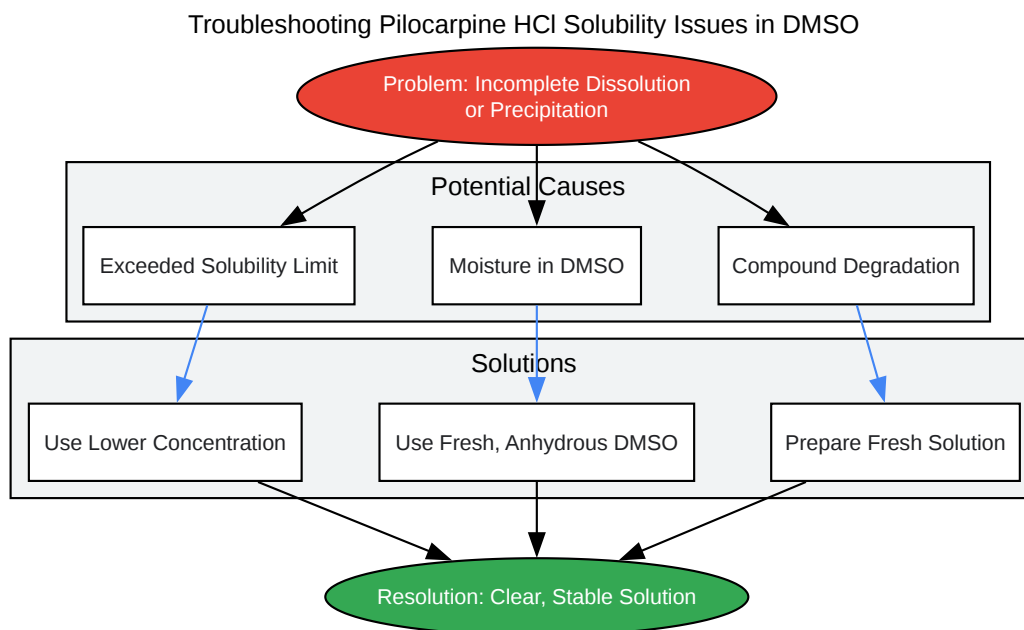 Troubleshooting Pilocarpine HCl Solubility Issues in DMSO
Problem: Incomplete Dissolution
or Precipitation
Potential Causes
Exceeded Solubility Limit
Moisture in DMSO
Compound Degradation
Solutions
Use Lower Concentration
Use Fresh, Anhydrous DMSO
Prepare Fresh Solution
Resolution: Clear, Stable Solution